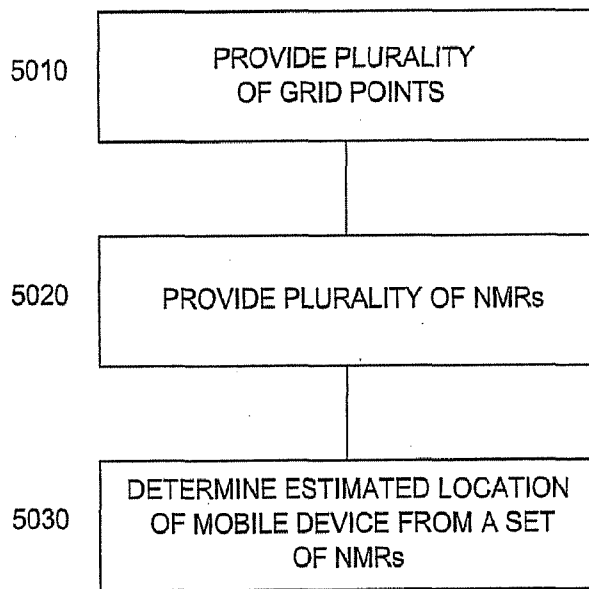 5010
PROVIDE PLURALITY
OF GRID POINTS
5020
PROVIDE PLURALITY OF NMRs
5030
DETERMINE ESTIMATED LOCATION
OF MOBILE DEVICE FROM A SET
OF NMRs